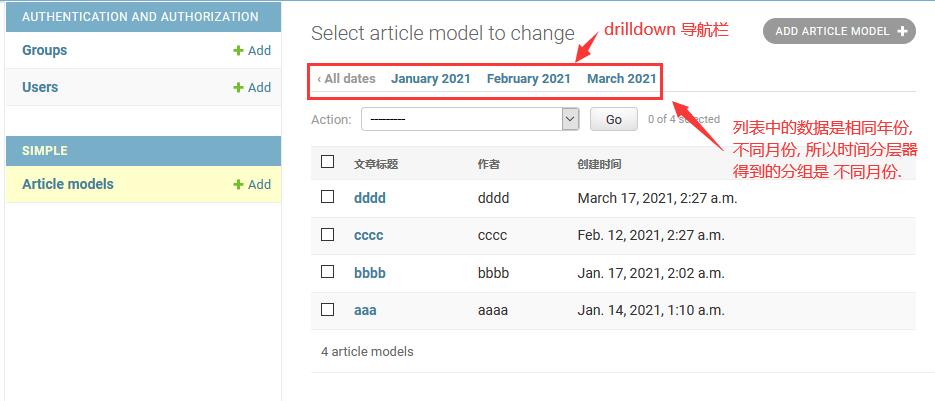 AUTHENTICATION AND AUTHORIZATION
Groups + Add
Users + Add
SIMPLE
Article models + Add
Select article model to change
drilldown 导航栏
ADD ARTICLE MODEL +
‹ All dates January 2021 February 2021 March 2021
Action: --------- Go 0 of 4 selected
列表中的数据是相同年份,
不同月份, 所以时间分层器
得到的分组是 不同月份.
文章标题 作者 创建时间
dddd dddd March 17, 2021, 2:27 a.m.
cccc cccc Feb. 12, 2021, 2:27 a.m.
bbbb bbbb Jan. 17, 2021, 2:02 a.m.
aaa aaaa Jan. 14, 2021, 1:10 a.m.
4 article models